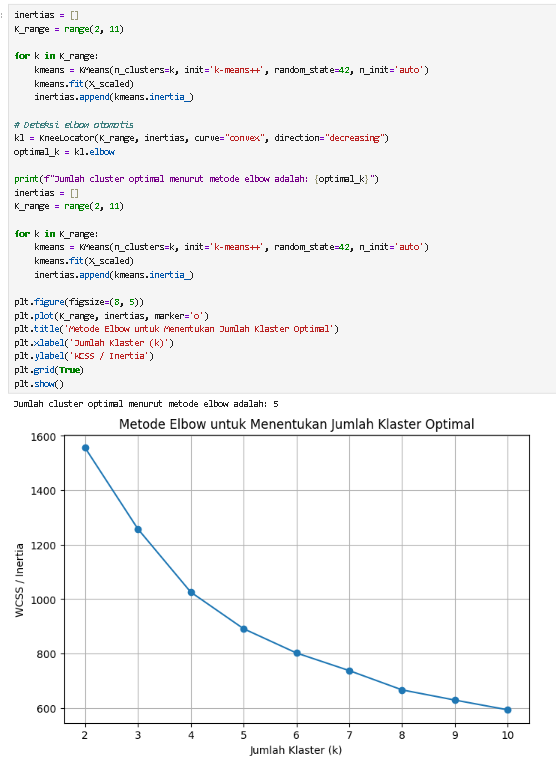 inertias = []
K_range = range(2, 11)
for k in K_range:
kmeans = KMeans(n_clusters=k, init='k-means++', random_state=42, n_init='auto')
kmeans.fit(X_scaled)
inertias.append(kmeans.inertia_)
# Deteksi elbow otomatis
kl = KneeLocator(K_range, inertias, curve="convex", direction="decreasing")
optimal_k = kl.elbow
print(f"Jumlah cluster optimal menurut metode elbow adalah: {optimal_k}")
inertias = []
K_range = range(2, 11)
for k in K_range:
kmeans = KMeans(n_clusters=k, init='k-means++', random_state=42, n_init='auto')
kmeans.fit(X_scaled)
inertias.append(kmeans.inertia_)
plt.figure(figsize=(8, 5))
plt.plot(K_range, inertias, marker='o')
plt.title('Metode Elbow untuk Menentukan Jumlah Klaster Optimal')
plt.xlabel('Jumlah Klaster (k)')
plt.ylabel('WCSS / Inertia')
plt.grid(True)
plt.show()
Jumlah cluster optimal menurut metode elbow adalah: 5
Metode Elbow untuk Menentukan Jumlah Klaster Optimal
1600
1400
1200
1000
800
600
WCSS / Inertia
2 3 4 5 6 7 8 9 10
Jumlah Klaster (k)